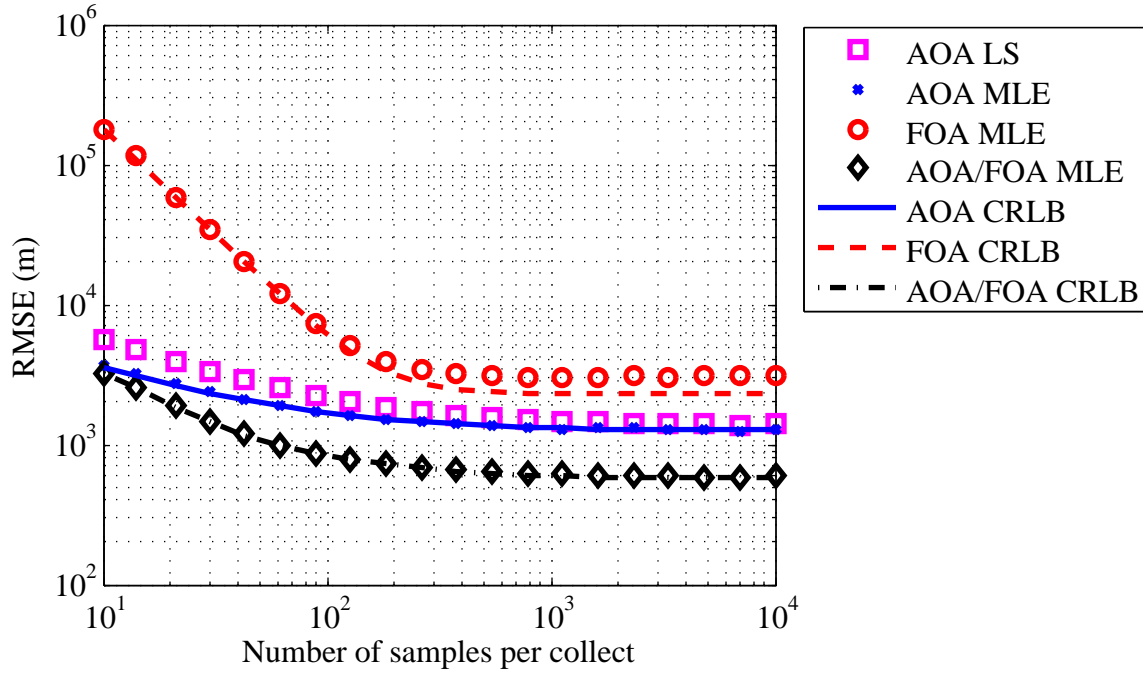 10^6
10^5
10^4
10^3
10^2
RMSE (m)
10^1
10^2
10^3
10^4
Number of samples per collect
AOA LS
AOA MLE
FOA MLE
AOA/FOA MLE
AOA CRLB
FOA CRLB
AOA/FOA CRLB